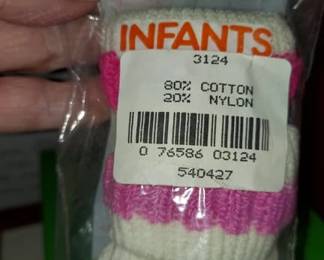 INFANTS
3124
80% COTTON
20% NYLON
0 76586 03124
540427